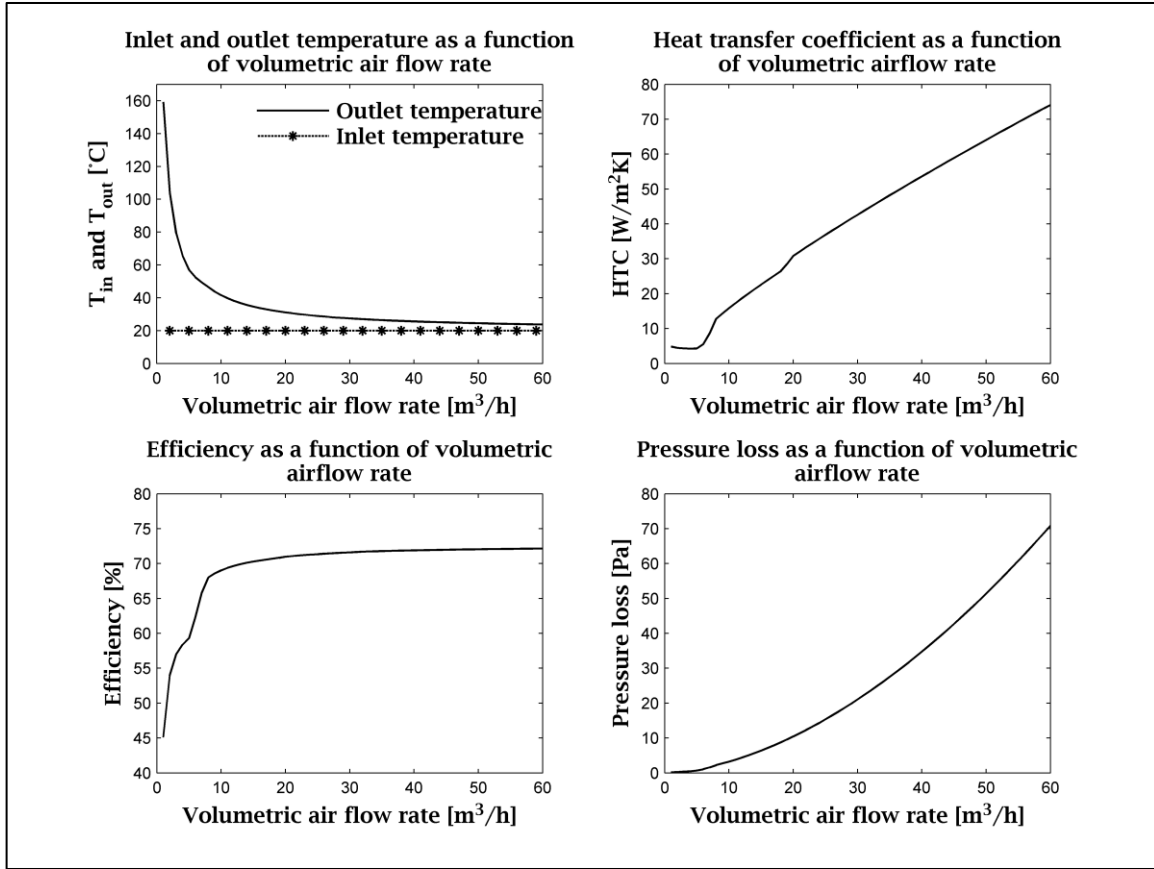 Inlet and outlet temperature as a function
of volumetric air flow rate
160
140
120
100
80
60
40
20
0
T_in and T_out [°C]
Outlet temperature
Inlet temperature
0 10 20 30 40 50 60
Volumetric air flow rate [m³/h]
Heat transfer coefficient as a function
of volumetric airflow rate
80
70
60
50
40
30
20
10
0
HTC [W/m²K]
0 10 20 30 40 50 60
Volumetric air flow rate [m³/h]
Efficiency as a function of volumetric
airflow rate
80
75
70
65
60
55
50
45
40
Efficiency [%]
0 10 20 30 40 50 60
Volumetric air flow rate [m³/h]
Pressure loss as a function of volumetric
airflow rate
80
70
60
50
40
30
20
10
0
Pressure loss [Pa]
0 10 20 30 40 50 60
Volumetric air flow rate [m³/h]